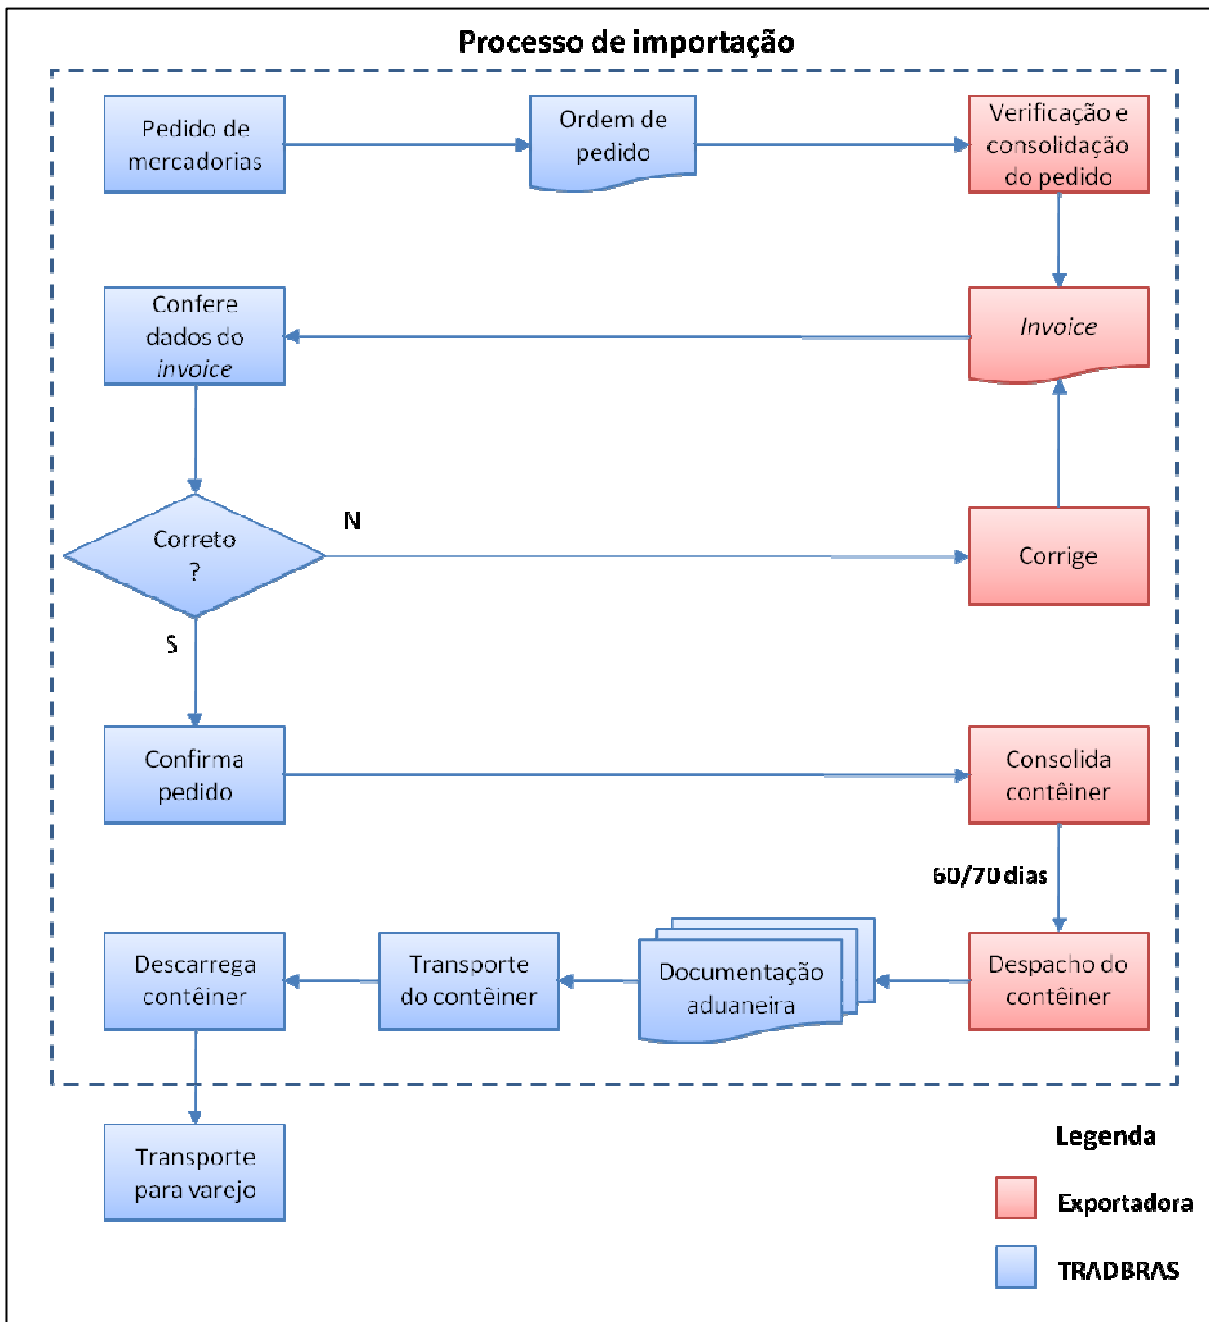 Processo de importação
Pedido de
mercadorias
Ordem de
pedido
Verificação e
consolidação
do pedido
Confere
dados do
invoice
Invoice
Correto
?
N
Corrige
S
Confirma
pedido
Consolida
contêiner
60/70 dias
Descarrega
contêiner
Transporte
do contêiner
Documentação
aduaneira
Despacho do
contêiner
Transporte
para varejo
Legenda
Exportadora
TRADBRAS